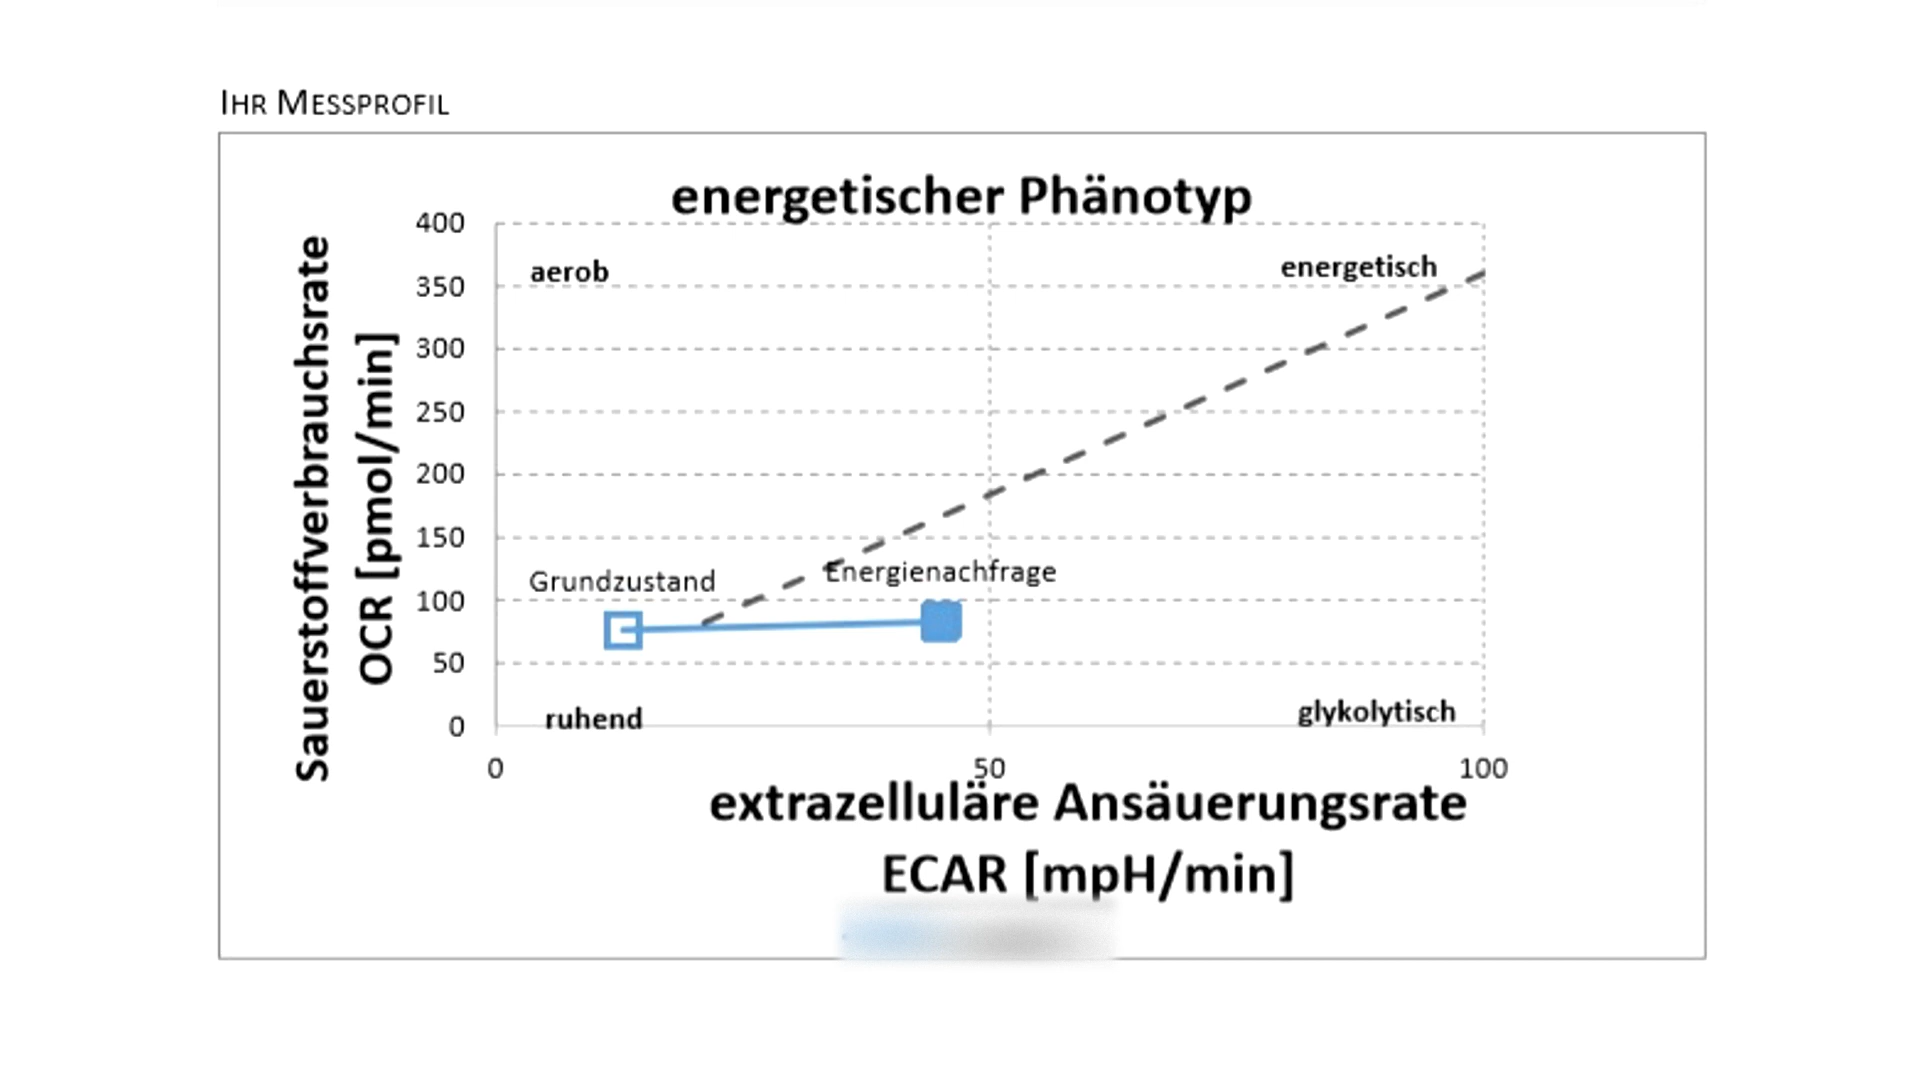 IHR MESSPROFIL
energetischer Phänotyp
Sauerstoffverbrauchsrate
OCR [pmol/min]
400
350
300
250
200
150
100
50
0
aerob
energetisch
Grundzustand
Energienachfrage
ruhend
glykolytisch
0
50
100
extrazelluläre Ansäuerungsrate
ECAR [mpH/min]